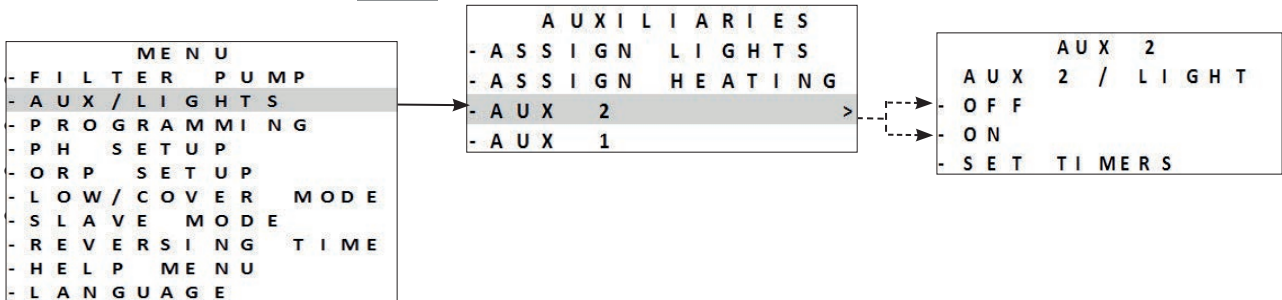 MENU
- FILTER PUMP
- AUX/LIGHTS
- PROGRAMMING
- PH SETUP
- ORP SETUP
- LOW/COVER MODE
- SLAVE MODE
- REVERSING TIME
- HELP MENU
- LANGUAGE
AUXILIARIES
- ASSIGN LIGHTS
- ASSIGN HEATING
- AUX 2 >
- AUX 1
AUX 2
AUX 2 / LIGHT
- OFF
- ON
- SET TIMERS